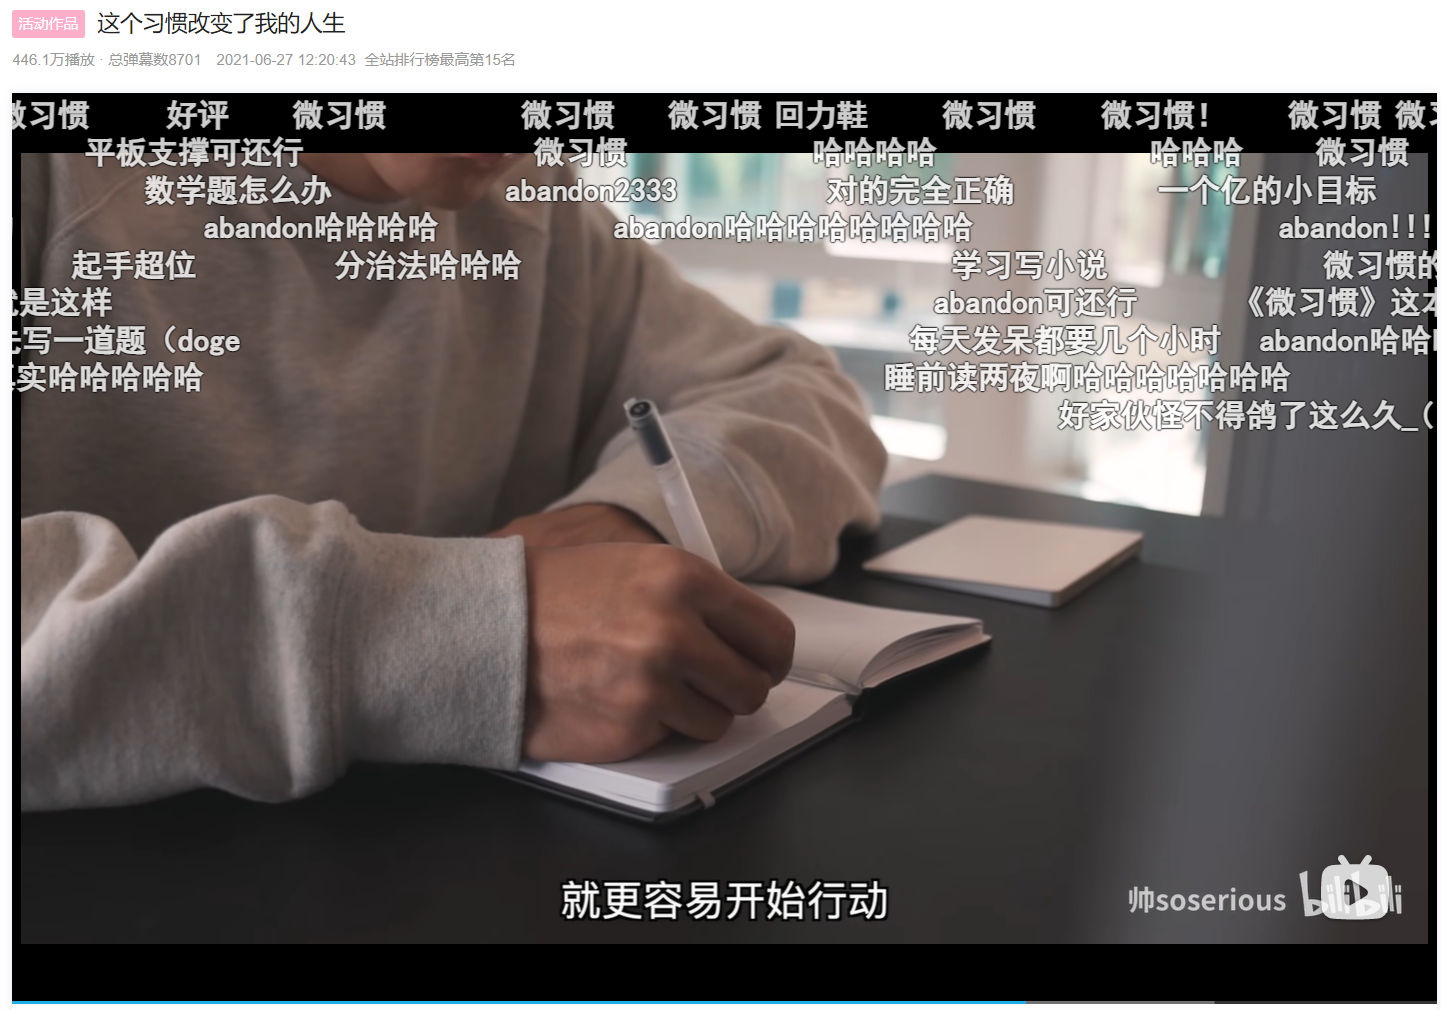 活动作品 这个习惯改变了我的人生
446.1万播放 · 总弹幕数8701 2021-06-27 12:20:43 全站排行榜最高第15名
微习惯 好评 微习惯 微习惯 微习惯 回力鞋 微习惯 微习惯！ 微习惯 微
平板支撑可还行 微习惯 哈哈哈哈 哈哈哈 微习惯
数学题怎么办 abandon2333 对的完全正确 一个亿的小目标
abandon哈哈哈哈 abandon哈哈哈哈哈哈哈哈 abandon!!!
起手超位 分治法哈哈哈 学习写小说 微习惯的
是这样 abandon可还行 《微习惯》这本
写一道题（doge 每天发呆都要几个小时 abandon哈哈
实哈哈哈哈哈 睡前读两夜啊哈哈哈哈哈哈哈
好家伙怪不得鸽了这么久_（
就更容易开始行动
帅soserious bilibili